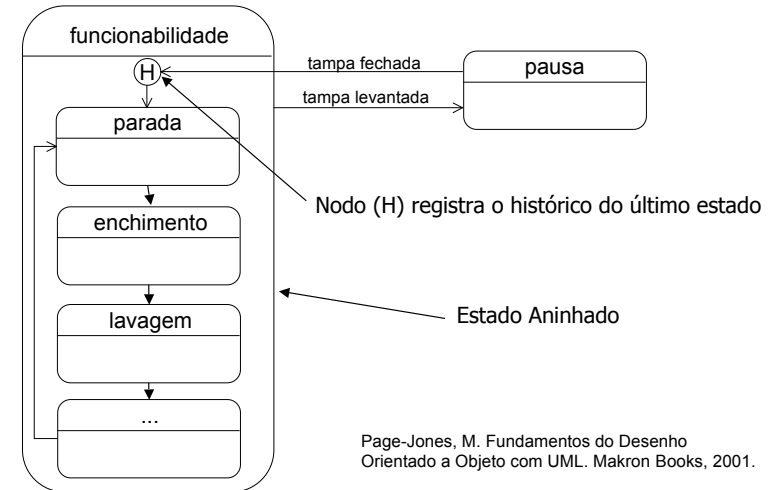 funcionabilidade
H
tampa fechada
pausa
tampa levantada
parada
Nodo (H) registra o histórico do último estado
enchimento
Estado Aninhado
lavagem
...
Page-Jones, M. Fundamentos do Desenho
Orientado a Objeto com UML. Makron Books, 2001.